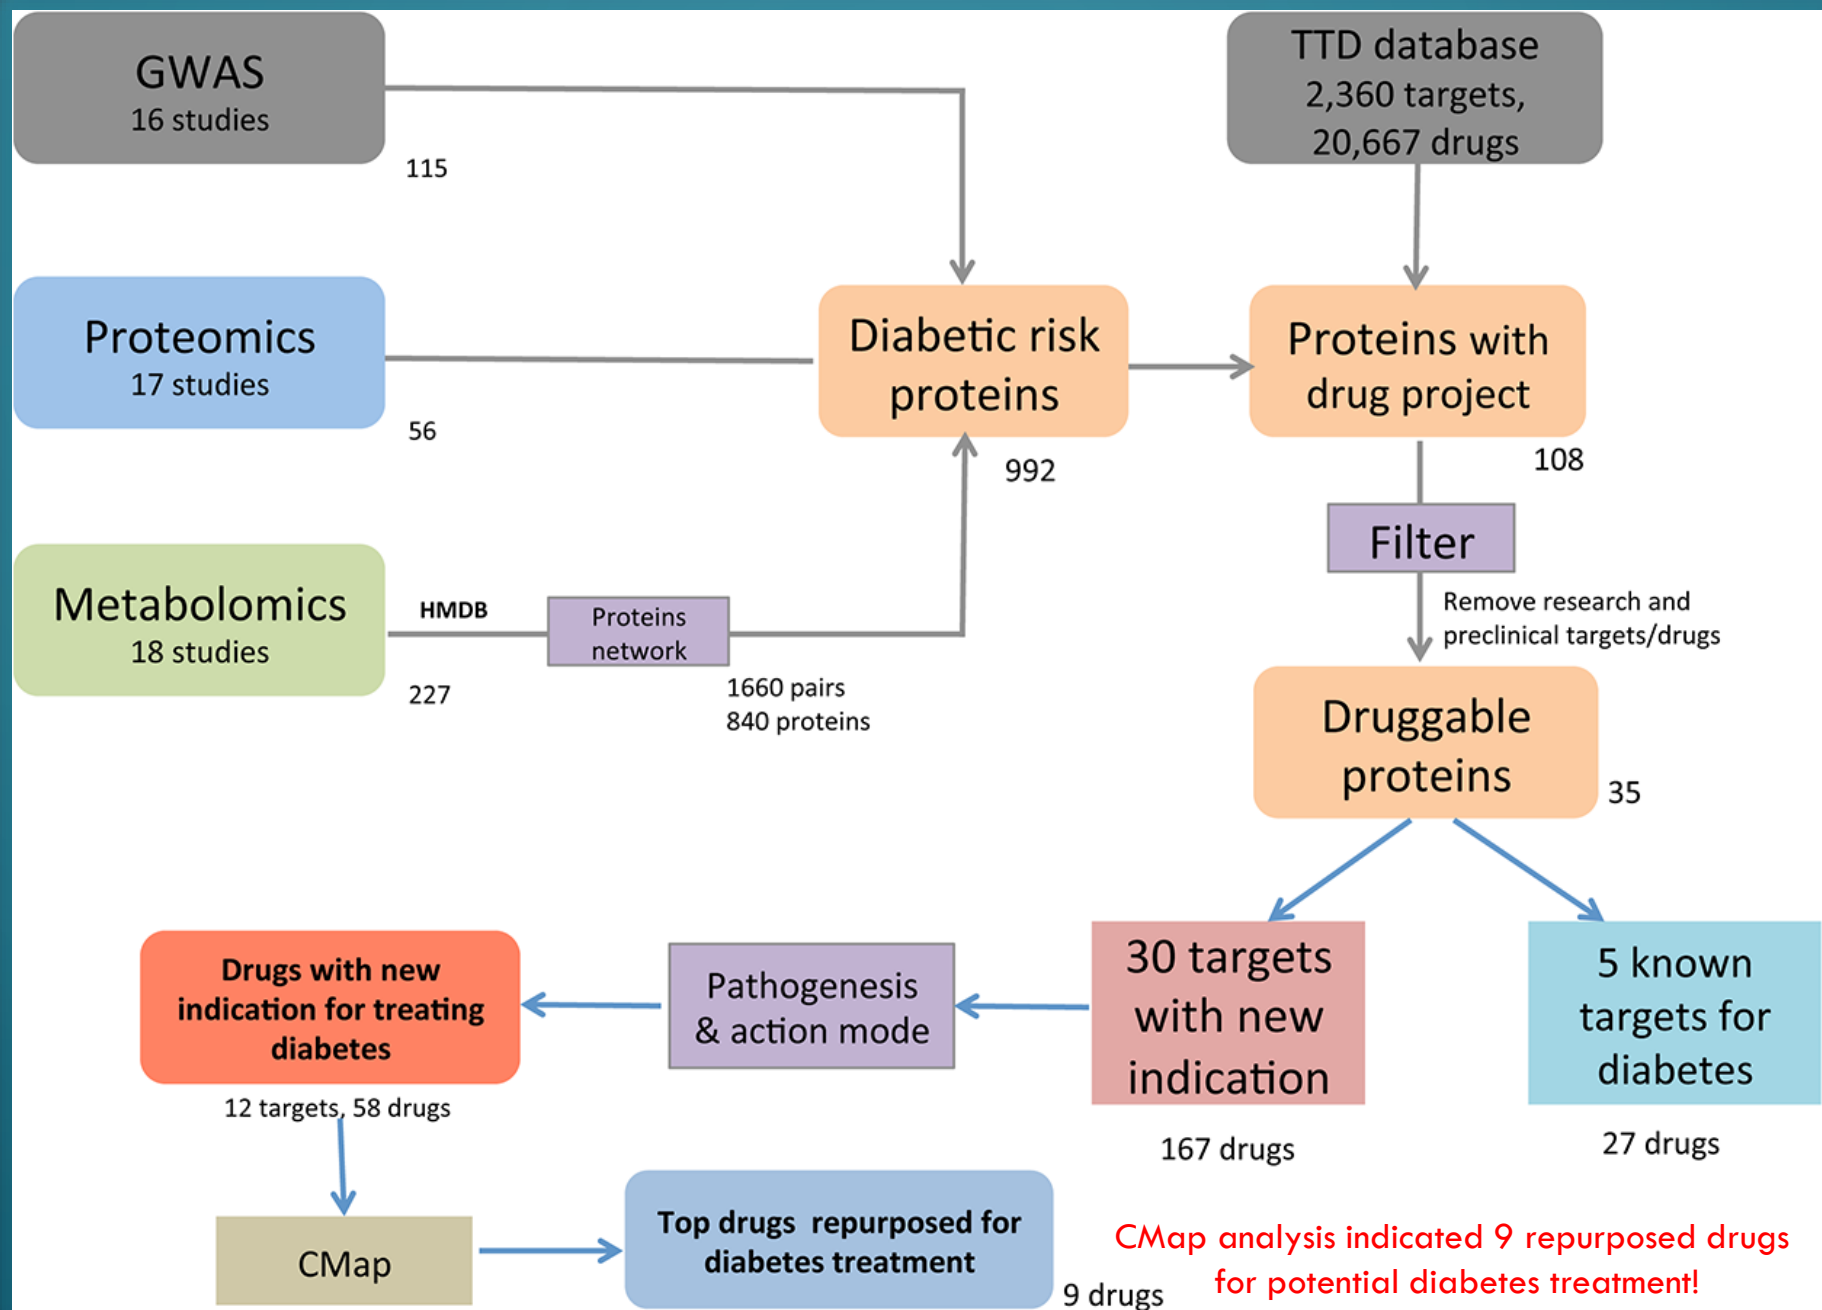 GWAS
16 studies
115
TTD database
2,360 targets,
20,667 drugs
Proteomics
17 studies
56
Diabetic risk
proteins
992
Proteins with
drug project
108
Filter
Remove research and
preclinical targets/drugs
Metabolomics
18 studies
227
HMDB
Proteins
network
1660 pairs
840 proteins
Druggable
proteins
35
30 targets
with new
indication
167 drugs
5 known
targets for
diabetes
27 drugs
Pathogenesis
& action mode
Drugs with new
indication for treating
diabetes
12 targets, 58 drugs
CMap
Top drugs repurposed for
diabetes treatment
9 drugs
CMap analysis indicated 9 repurposed drugs
for potential diabetes treatment!